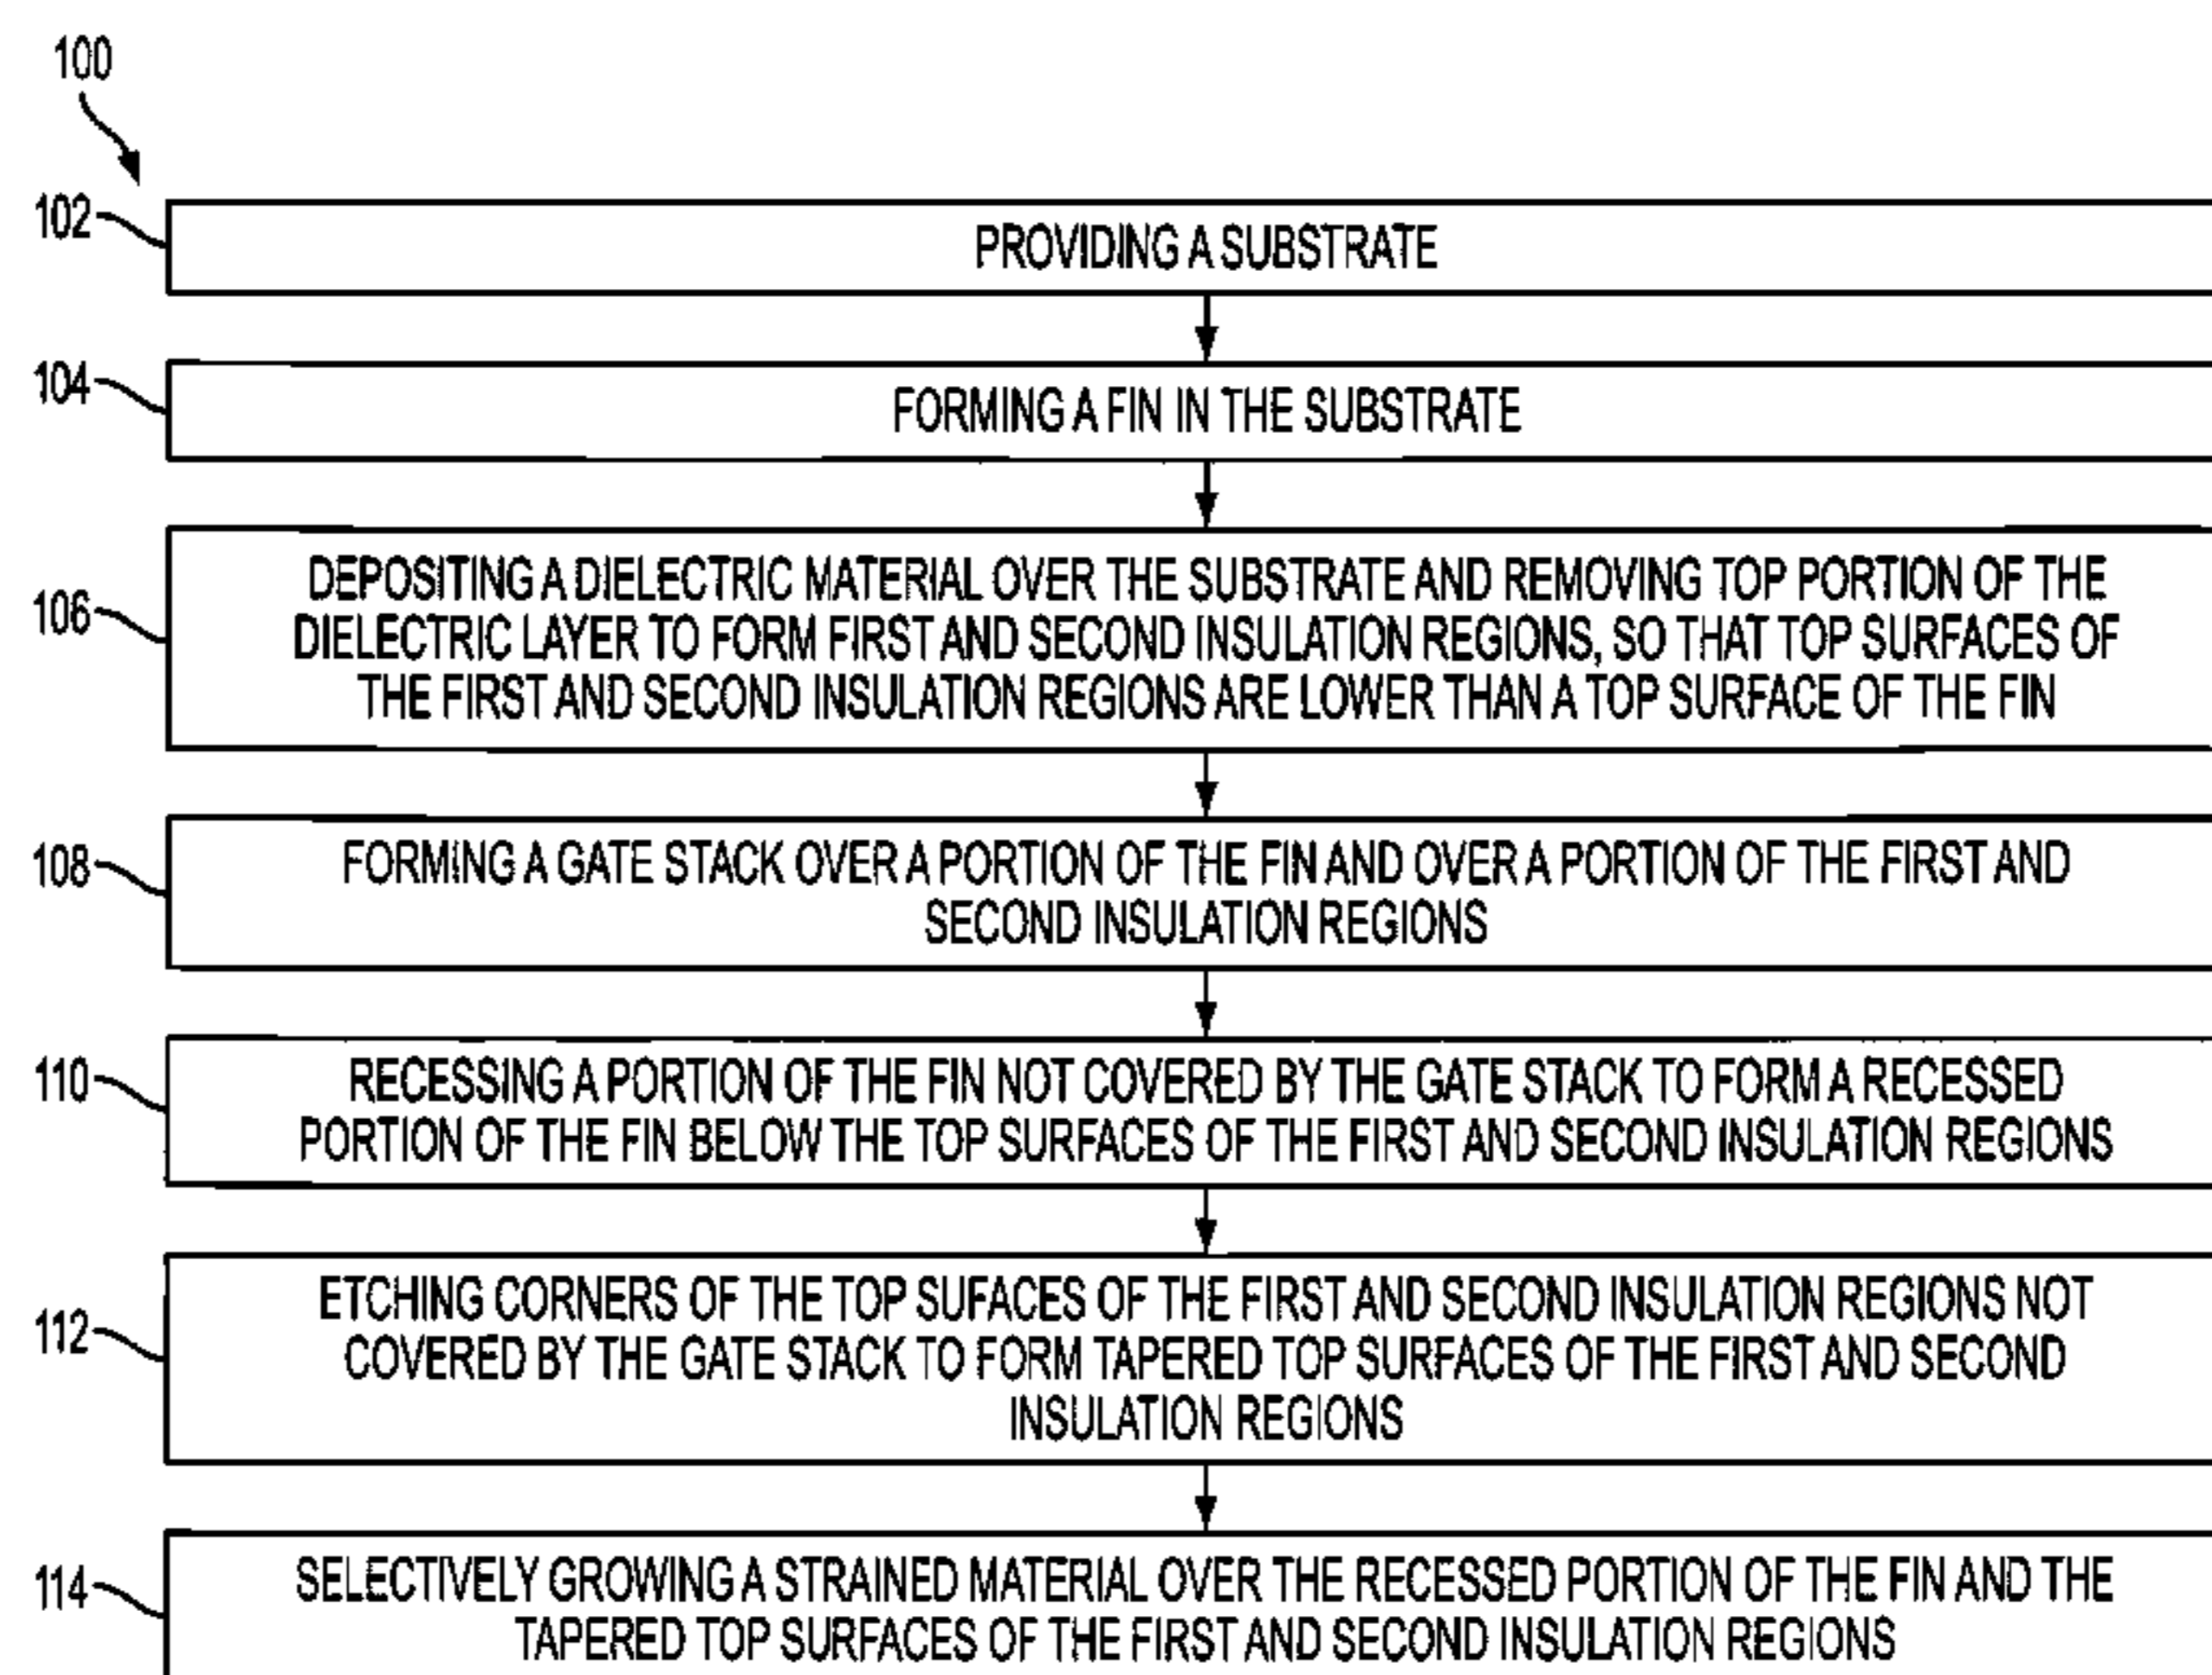 100
102
PROVIDING A SUBSTRATE
104
FORMING A FIN IN THE SUBSTRATE
106
DEPOSITING A DIELECTRIC MATERIAL OVER THE SUBSTRATE AND REMOVING TOP PORTION OF THE
DIELECTRIC LAYER TO FORM FIRST AND SECOND INSULATION REGIONS, SO THAT TOP SURFACES OF
THE FIRST AND SECOND INSULATION REGIONS ARE LOWER THAN A TOP SURFACE OF THE FIN
108
FORMING A GATE STACK OVER A PORTION OF THE FIN AND OVER A PORTION OF THE FIRST AND
SECOND INSULATION REGIONS
110
RECESSING A PORTION OF THE FIN NOT COVERED BY THE GATE STACK TO FORM A RECESSED
PORTION OF THE FIN BELOW THE TOP SURFACES OF THE FIRST AND SECOND INSULATION REGIONS
112
ETCHING CORNERS OF THE TOP SUFACES OF THE FIRST AND SECOND INSULATION REGIONS NOT
COVERED BY THE GATE STACK TO FORM TAPERED TOP SURFACES OF THE FIRST AND SECOND
INSULATION REGIONS
114
SELECTIVELY GROWING A STRAINED MATERIAL OVER THE RECESSED PORTION OF THE FIN AND THE
TAPERED TOP SURFACES OF THE FIRST AND SECOND INSULATION REGIONS